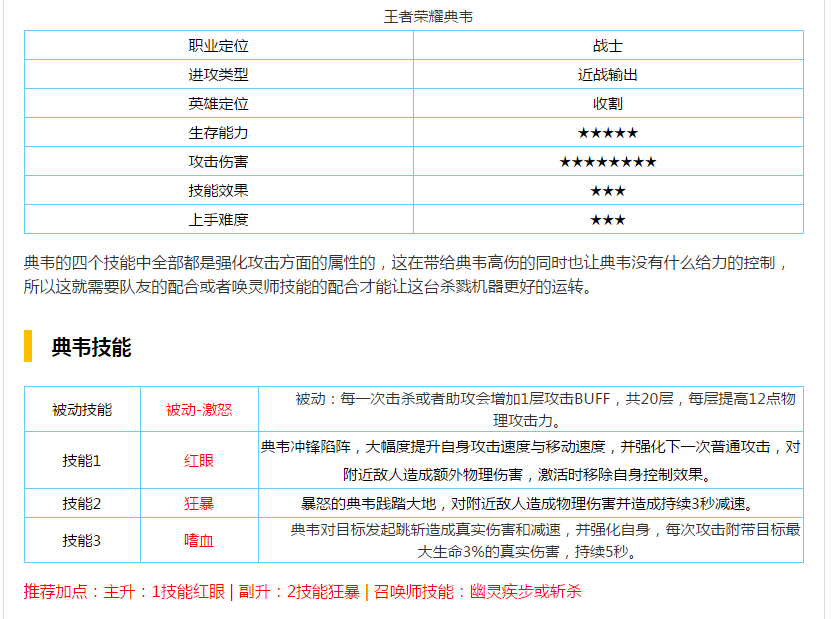 王者荣耀典韦
职业定位 战士
进攻类型 近战输出
英雄定位 收割
生存能力 ★★★★★
攻击伤害 ★★★★★★★★
技能效果 ★★★
上手难度 ★★★
典韦的四个技能中全部都是强化攻击方面的属性的，这在带给典韦高伤的同时也让典韦没有什么给力的控制，
所以这就需要队友的配合或者唤灵师技能的配合才能让这台杀戮机器更好的运转。
典韦技能
被动技能 被动-激怒 被动：每一次击杀或者助攻会增加1层攻击BUFF，共20层，每层提高12点物
理攻击力。
技能1 红眼 典韦冲锋陷阵，大幅度提升自身攻击速度与移动速度，并强化下一次普通攻击，对
附近敌人造成额外物理伤害，激活时移除自身控制效果。
技能2 狂暴 暴怒的典韦践踏大地，对附近敌人造成物理伤害并造成持续3秒减速。
技能3 嗜血 典韦对目标发起跳斩造成真实伤害和减速，并强化自身，每次攻击附带目标最
大生命3%的真实伤害，持续5秒。
推荐加点：主升：1技能红眼 | 副升：2技能狂暴 | 召唤师技能：幽灵疾步或斩杀